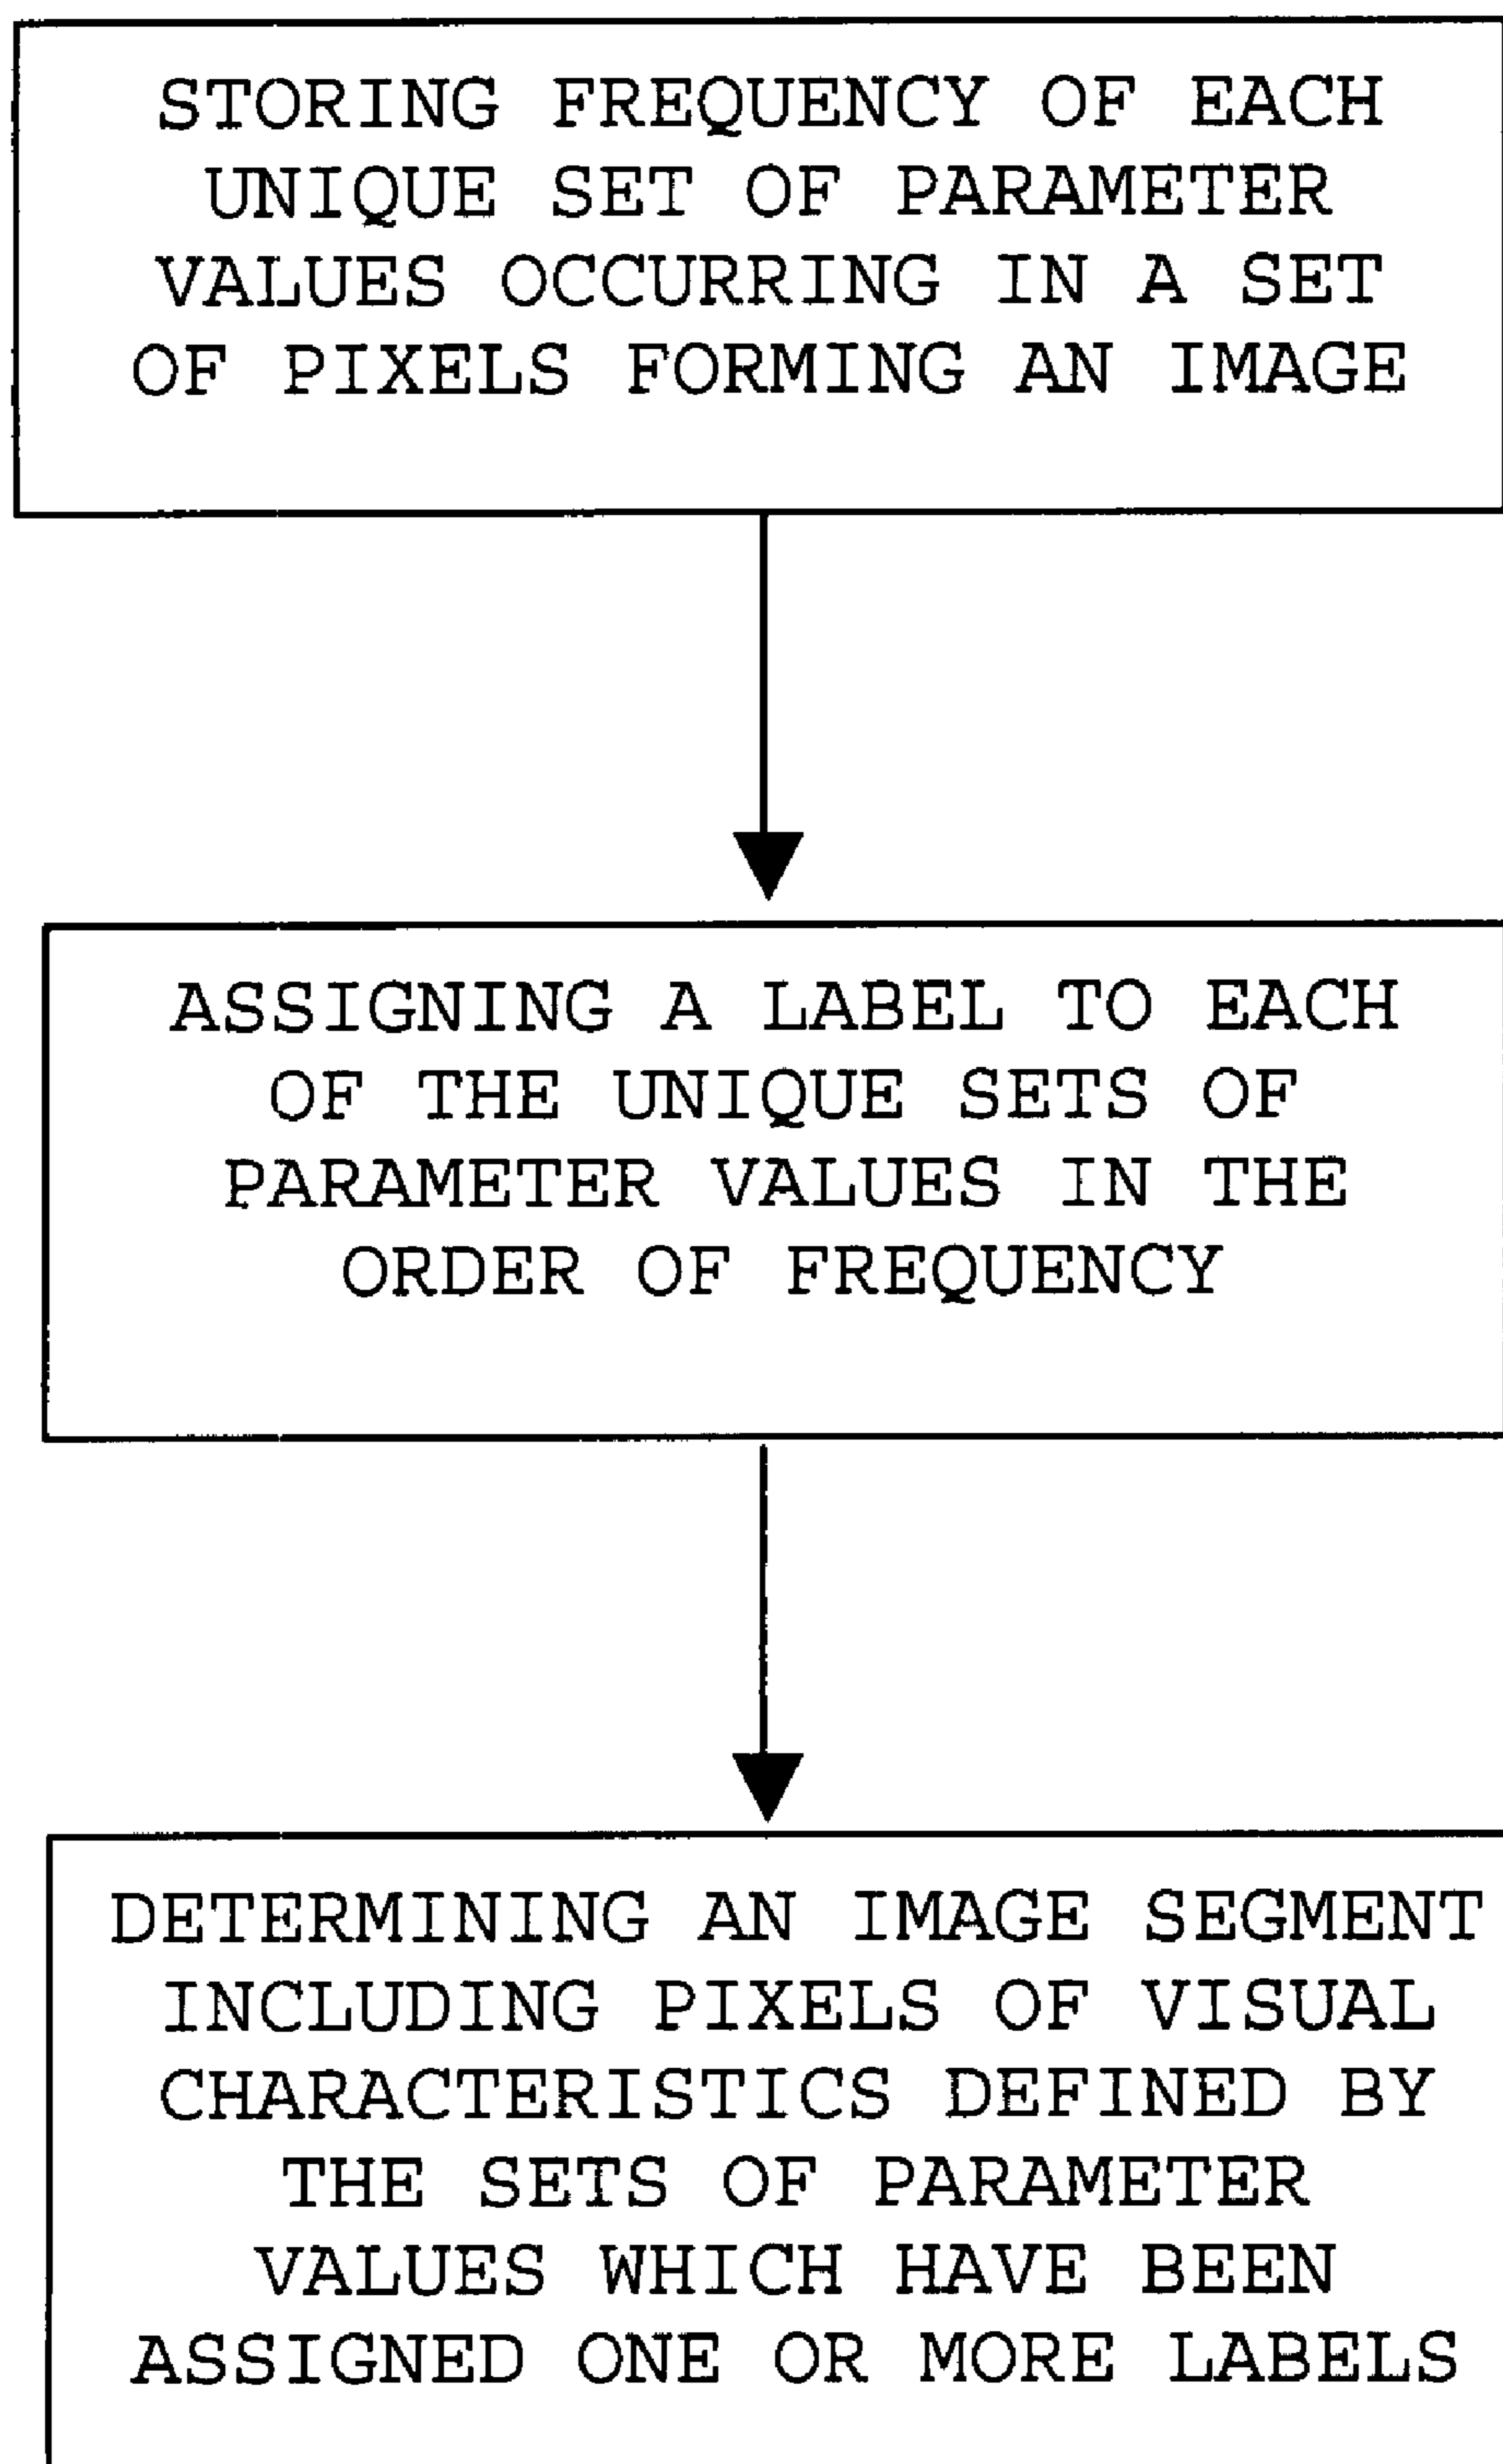 STORING FREQUENCY OF EACH
UNIQUE SET OF PARAMETER
VALUES OCCURRING IN A SET
OF PIXELS FORMING AN IMAGE
ASSIGNING A LABEL TO EACH
OF THE UNIQUE SETS OF
PARAMETER VALUES IN THE
ORDER OF FREQUENCY
DETERMINING AN IMAGE SEGMENT
INCLUDING PIXELS OF VISUAL
CHARACTERISTICS DEFINED BY
THE SETS OF PARAMETER
VALUES WHICH HAVE BEEN
ASSIGNED ONE OR MORE LABELS